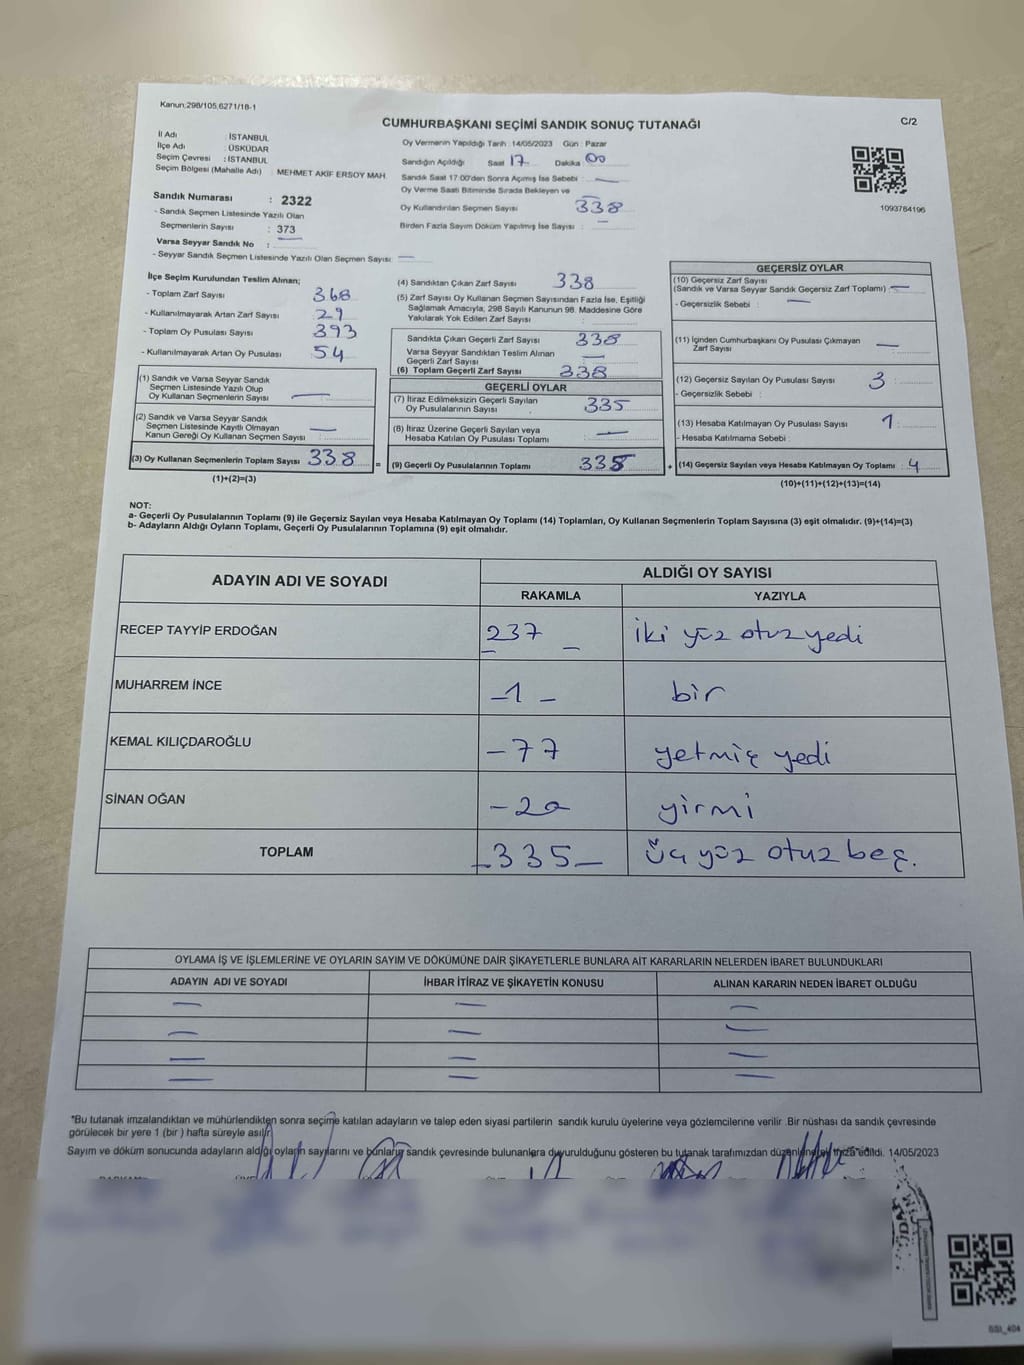 Kanun:298/105,6271/18-1
C/2
CUMHURBAŞKANI SEÇİMİ SANDIK SONUÇ TUTANAĞI
İl Adı : İSTANBUL
İlçe Adı : ÜSKÜDAR
Seçim Çevresi : İSTANBUL
Seçim Bölgesi (Mahalle Adı) : MEHMET AKİF ERSOY MAH.
Sandık Numarası : 2322
- Sandık Seçmen Listesinde Yazılı Olan
Seçmenlerin Sayısı : 373
Varsa Seyyar Sandık No : —
- Seyyar Sandık Seçmen Listesinde Yazılı Olan Seçmen Sayısı: —
Oy Vermenin Yapıldığı Tarih :14/05/2023 Gün : Pazar
Sandığın Açıldığı Saat 17 Dakika 00
Sandık Saat 17:00'den Sonra Açılmış İse Sebebi : —
Oy Verme Saati Bitiminde Sırada Bekleyen ve
Oy Kullandırılan Seçmen Sayısı 338
Birden Fazla Sayım Döküm Yapılmış İse Sayısı : —
1093784196
İlçe Seçim Kurulundan Teslim Alınan;
- Toplam Zarf Sayısı 368
- Kullanılmayarak Artan Zarf Sayısı : 29
- Toplam Oy Pusulası Sayısı 393
- Kullanılmayarak Artan Oy Pusulası : 54
(1) Sandık ve Varsa Seyyar Sandık
Seçmen Listesinde Yazılı Olup
Oy Kullanan Seçmenlerin Sayısı : —
(2) Sandık ve Varsa Seyyar Sandık
Seçmen Listesinde Kayıtlı Olmayan
Kanun Gereği Oy Kullanan Seçmen Sayısı : —
(3) Oy Kullanan Seçmenlerin Toplam Sayısı 338
(1)+(2)=(3)
(4) Sandıktan Çıkan Zarf Sayısı 338
(5) Zarf Sayısı Oy Kullanan Seçmen Sayısından Fazla İse, Eşitliği
Sağlamak Amacıyla, 298 Sayılı Kanunun 98. Maddesine Göre
Yakılarak Yok Edilen Zarf Sayısı :
Sandıkta Çıkan Geçerli Zarf Sayısı : 338
Varsa Seyyar Sandıktan Teslim Alınan
Geçerli Zarf Sayısı : —
(6) Toplam Geçerli Zarf Sayısı : 338
GEÇERLİ OYLAR
(7) İtiraz Edilmeksizin Geçerli Sayılan
Oy Pusulalarının Sayısı : 335
(8) İtiraz Üzerine Geçerli Sayılan veya
Hesaba Katılan Oy Pusulası Toplamı : —
= (9) Geçerli Oy Pusulalarının Toplamı : 335
GEÇERSİZ OYLAR
(10) Geçersiz Zarf Sayısı
(Sandık ve Varsa Seyyar Sandık Geçersiz Zarf Toplamı) : —
- Geçersizlik Sebebi : —
(11) İçinden Cumhurbaşkanı Oy Pusulası Çıkmayan
Zarf Sayısı : —
(12) Geçersiz Sayılan Oy Pusulası Sayısı 3
- Geçersizlik Sebebi :
(13) Hesaba Katılmayan Oy Pusulası Sayısı 1
- Hesaba Katılmama Sebebi :
+ (14) Geçersiz Sayılan veya Hesaba Katılmayan Oy Toplamı : 4
(10)+(11)+(12)+(13)=(14)
NOT:
a- Geçerli Oy Pusulalarının Toplamı (9) ile Geçersiz Sayılan veya Hesaba Katılmayan Oy Toplamı (14) Toplamları, Oy Kullanan Seçmenlerin Toplam Sayısına (3) eşit olmalıdır. (9)+(14)=(3)
b- Adayların Aldığı Oyların Toplamı, Geçerli Oy Pusulalarının Toplamına (9) eşit olmalıdır.
ADAYIN ADI VE SOYADI ALDIĞI OY SAYISI
RAKAMLA YAZIYLA
RECEP TAYYİP ERDOĞAN 237 — iki yüz otuz yedi
MUHARREM İNCE — 1 — bir
KEMAL KILIÇDAROĞLU — 77 yetmiş yedi
SİNAN OĞAN — 20 yirmi
TOPLAM — 335 — üç yüz otuz beş.
OYLAMA İŞ VE İŞLEMLERİNE VE OYLARIN SAYIM VE DÖKÜMÜNE DAİR ŞİKAYETLERLE BUNLARA AİT KARARLARIN NELERDEN İBARET BULUNDUKLARI
ADAYIN ADI VE SOYADI İHBAR İTİRAZ VE ŞİKAYETİN KONUSU ALINAN KARARIN NEDEN İBARET OLDUĞU
— — —
— — —
— — —
— — —
*Bu tutanak imzalandıktan ve mühürlendikten sonra seçime katılan adayların ve talep eden siyasi partilerin sandık kurulu üyelerine veya gözlemcilerine verilir. Bir nüshası da sandık çevresinde
görülecek bir yere 1 (bir ) hafta süreyle asılır.
Sayım ve döküm sonucunda adayların aldığı oyların sayılarını ve bunların sandık çevresinde bulunanlara duyurulduğunu gösteren bu tutanak tarafımızdan düzenlenerek imza edildi. 14/05/2023
SSI_404